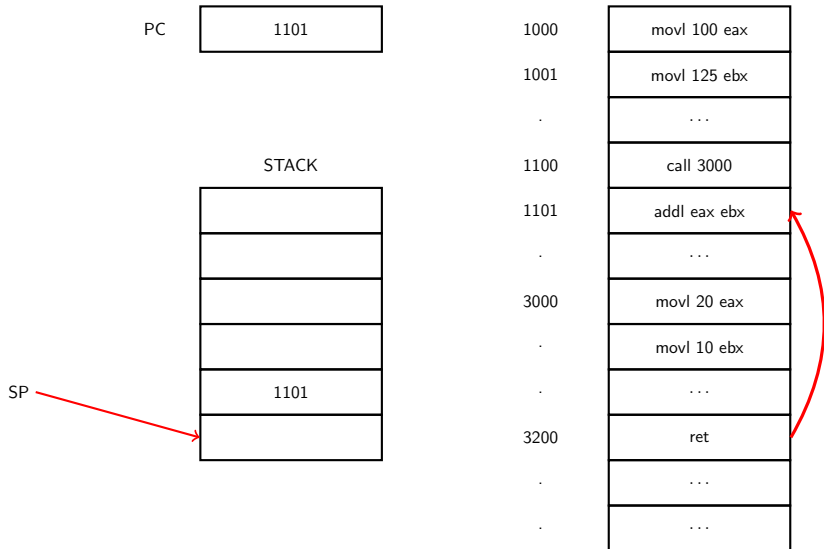 PC 1101 1000 movl 100 eax
1001 movl 125 ebx
. ...
STACK 1100 call 3000
1101 addl eax ebx
. ...
3000 movl 20 eax
. movl 10 ebx
SP 1101 . ...
3200 ret
. ...
. ...